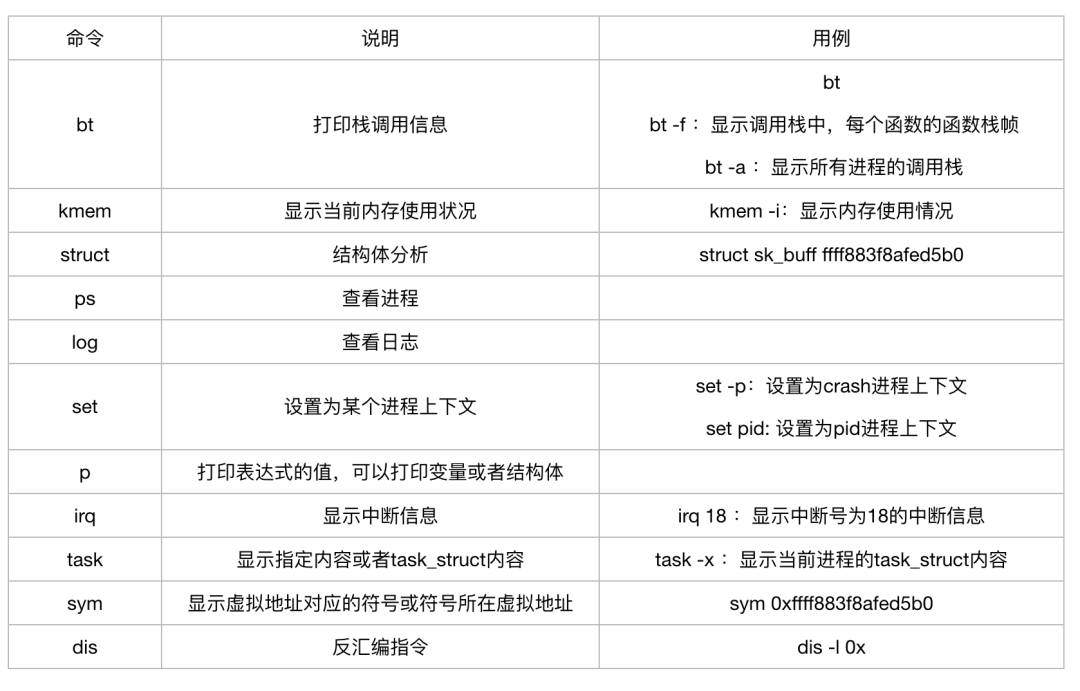 命令 说明 用例
bt
bt 打印栈调用信息 bt -f： 显示调用栈中，每个函数的函数栈帧
bt -a： 显示所有进程的调用栈
kmem 显示当前内存使用状况 kmem -i：显示内存使用情况
struct 结构体分析 struct sk_buff ffff883f8afed5b0
ps 查看进程
log 查看日志
set -p：设置为crash进程上下文
set 设置为某个进程上下文
set pid: 设置为pid进程上下文
p 打印表达式的值，可以打印变量或者结构体
irq 显示中断信息 irq 18： 显示中断号为18的中断信息
task 显示指定内容或者task_struct内容 task -x： 显示当前进程的task_struct内容
sym 显示虚拟地址对应的符号或符号所在虚拟地址 sym 0xffff883f8afed5b0
dis 反汇编指令 dis -l 0x